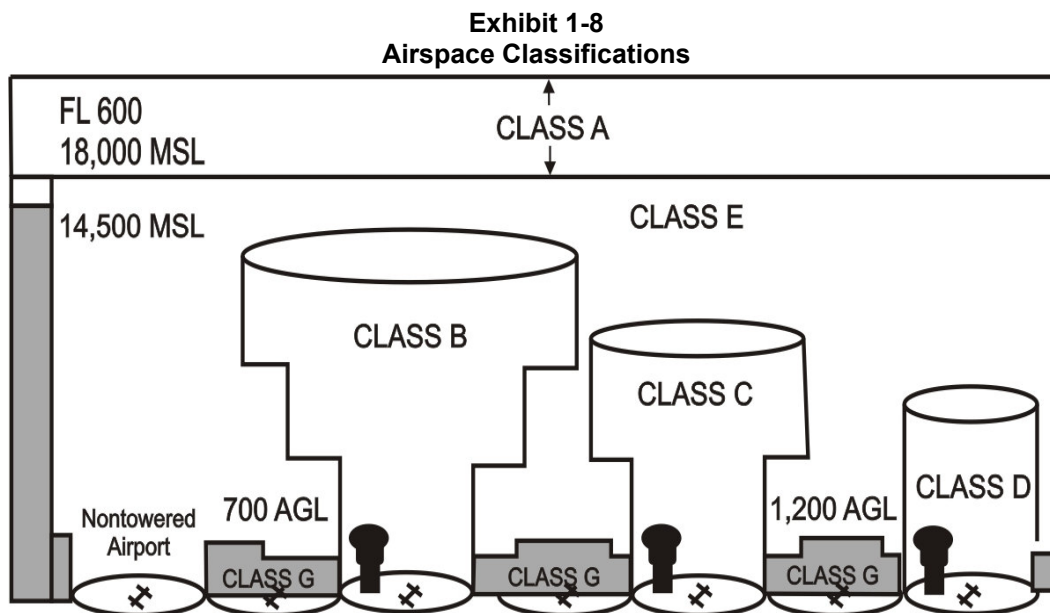 Exhibit 1-8
Airspace Classifications
FL 600
18,000 MSL
CLASS A
14,500 MSL
CLASS E
CLASS B
CLASS C
CLASS D
Nontowered
Airport
700 AGL
1,200 AGL
CLASS G
CLASS G
CLASS G